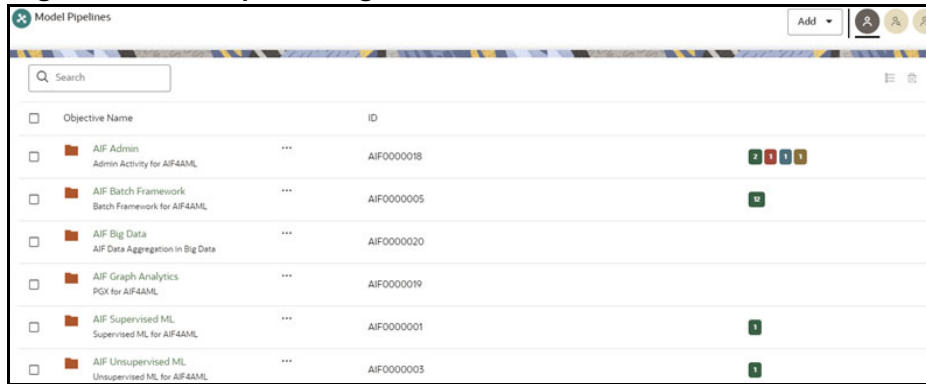 Model Pipelines
Add
Search
Objective Name ID
AIF Admin ... AIF0000018 2 1 1 1
Admin Activity for AIF4AML
AIF Batch Framework ... AIF0000005 12
Batch Framework for AIF4AML
AIF Big Data ... AIF0000020
AIF Data Aggregation in Big Data
AIF Graph Analytics ... AIF0000019
PGX for AIF4AML
AIF Supervised ML ... AIF0000001 1
Supervised ML for AIF4AML
AIF Unsupervised ML ... AIF0000003 1
Unsupervised ML for AIF4AML